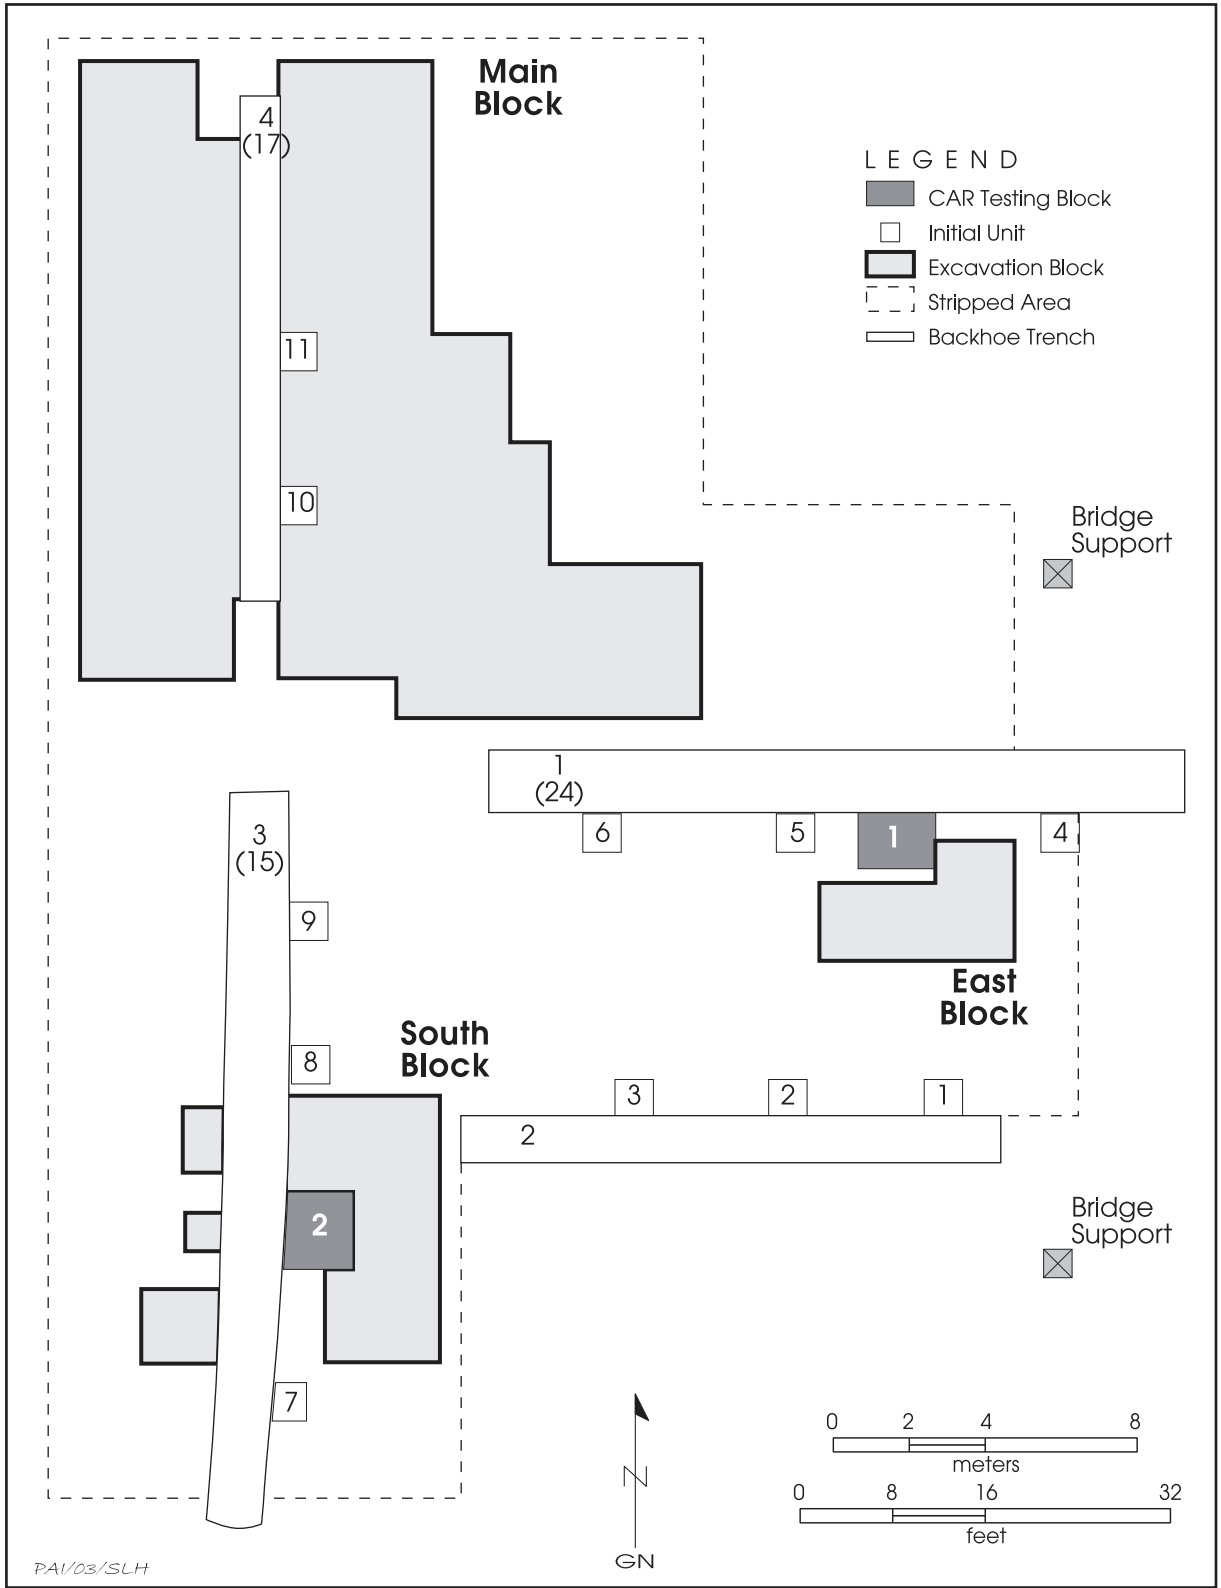 Main
Block
4
(17)
L E G E N D
CAR Testing Block
Initial Unit
Excavation Block
Stripped Area
Backhoe Trench
11
10
Bridge
Support
1
(24)
6
5
1
4
3
(15)
9
East
Block
South
Block
8
3
2
1
2
2
Bridge
Support
7
N
GN
0 2 4 8
meters
0 8 16 32
feet
PAI/03/SLH